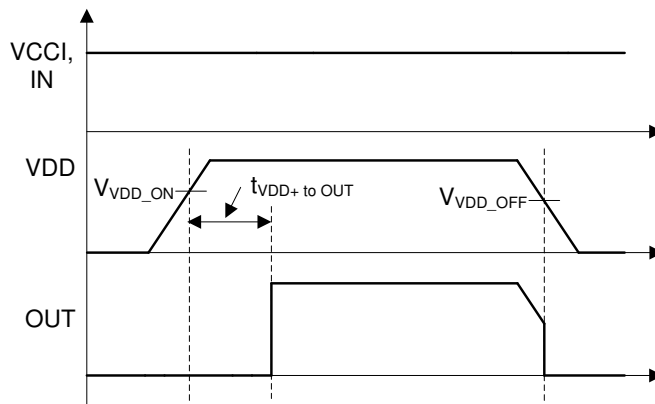 VCCI,
IN
VDD
VVDD_ON
tVDD+ to OUT
VVDD_OFF
OUT